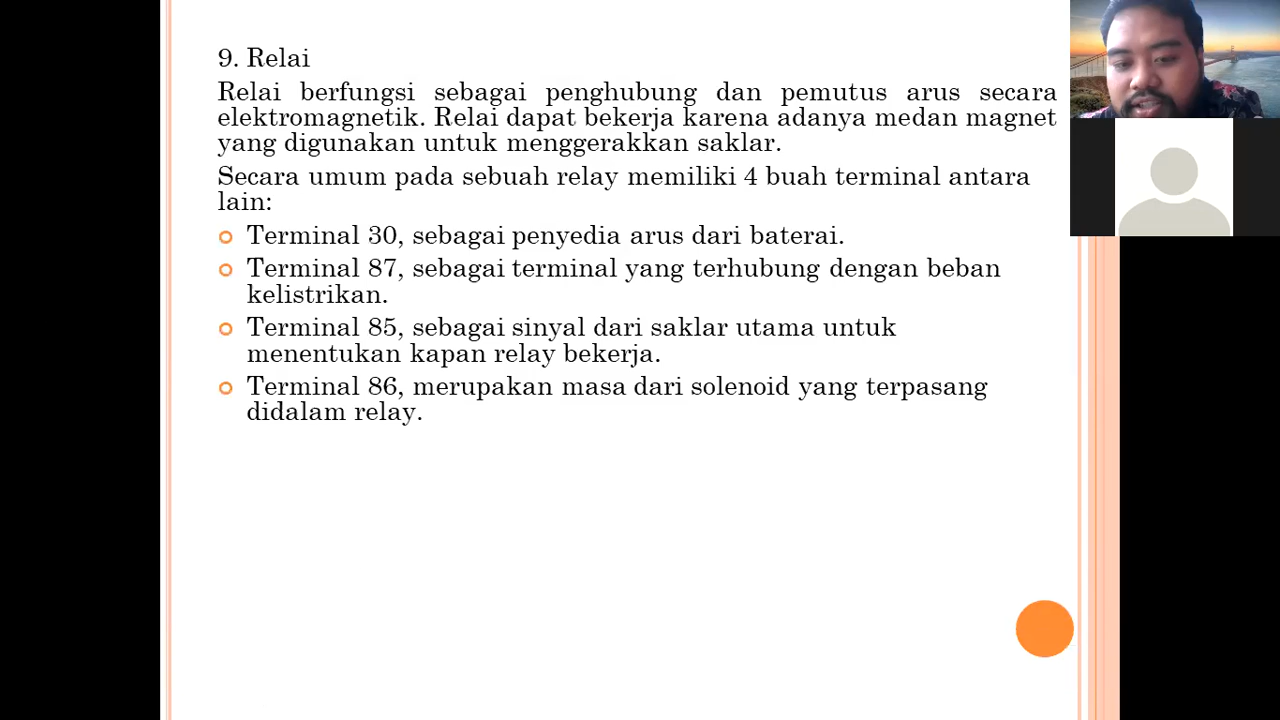 9. Relai
Relai berfungsi sebagai penghubung dan pemutus arus secara
elektromagnetik. Relai dapat bekerja karena adanya medan magnet
yang digunakan untuk menggerakkan saklar.
Secara umum pada sebuah relay memiliki 4 buah terminal antara
lain:
Terminal 30, sebagai penyedia arus dari baterai.
Terminal 87, sebagai terminal yang terhubung dengan beban
kelistrikan.
Terminal 85, sebagai sinyal dari saklar utama untuk
menentukan kapan relay bekerja.
Terminal 86, merupakan masa dari solenoid yang terpasang
didalam relay.